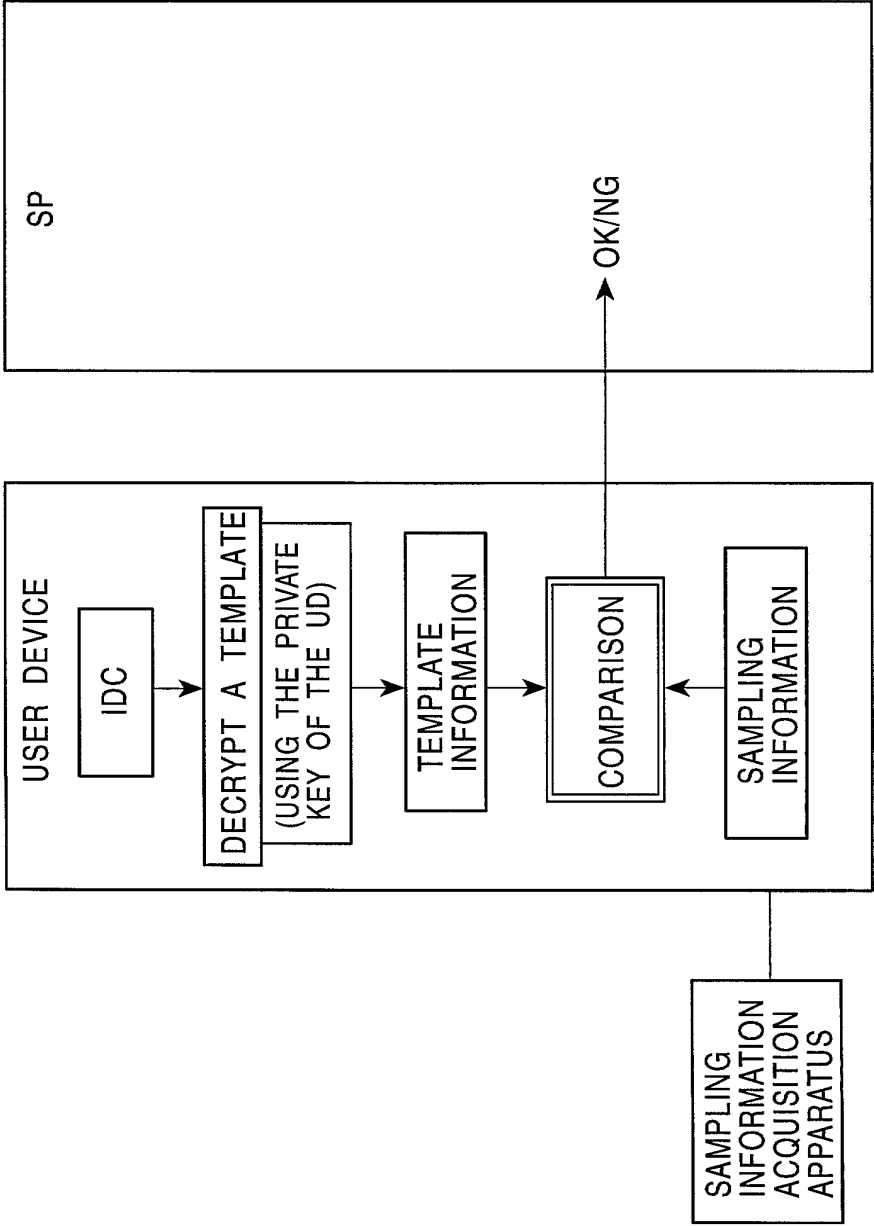 USER DEVICE
IDC
DECRYPT A TEMPLATE
(USING THE PRIVATE
KEY OF THE UD)
TEMPLATE
INFORMATION
COMPARISON
SAMPLING
INFORMATION
SAMPLING
INFORMATION
ACQUISITION
APPARATUS
SP
OK/NG